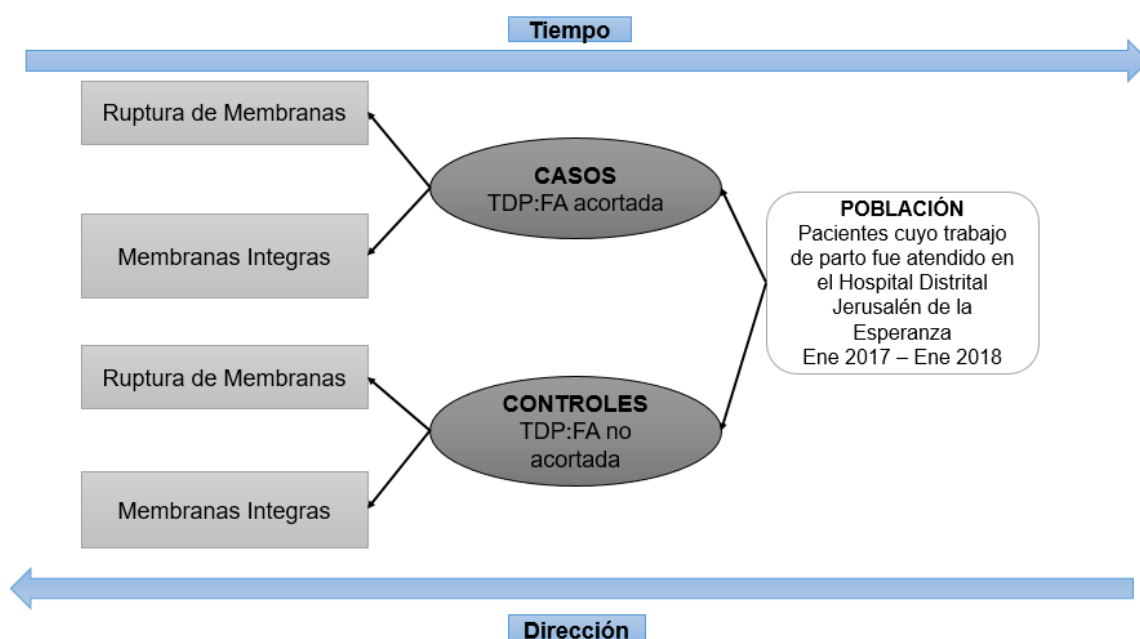 Tiempo
Ruptura de Membranas
Membranas Integras
Ruptura de Membranas
Membranas Integras
CASOS
TDP:FA acortada
CONTROLES
TDP:FA no
acortada
POBLACIÓN
Pacientes cuyo trabajo
de parto fue atendido en
el Hospital Distrital
Jerusalén de la
Esperanza
Ene 2017 – Ene 2018
Dirección